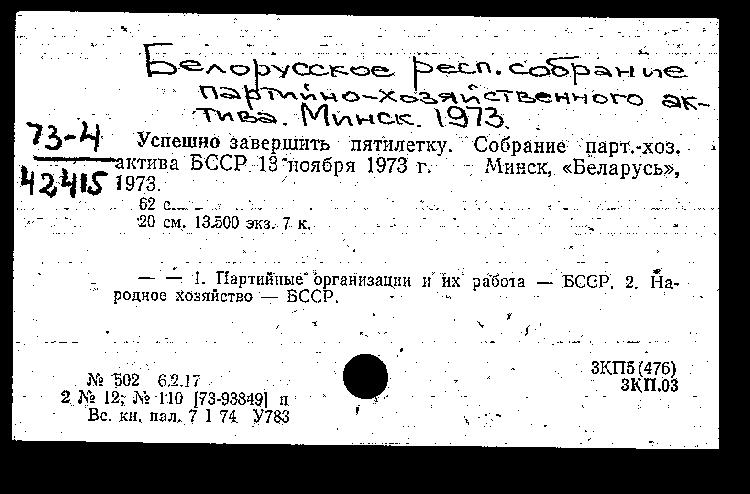 Белорусское респ. собрание
партийно-хозяйственного ак-
тива. Минск. 1973.
73-4
42415
Успешно завершить пятилетку. Собрание парт.-хоз.
актива БССР 13 ноября 1973 г. Минск, «Беларусь»,
1973.
62 с.
20 см. 13.500 экз. 7 к.
— — 1. Партийные организации и их работа — БССР. 2. На-
родное хозяйство — БССР.
№ 502 6.2.17
2 № 12; № 110 [73-93849] п
Вс. кн. пал. 7 1 74 У783
3КП5(476)
3КП.03